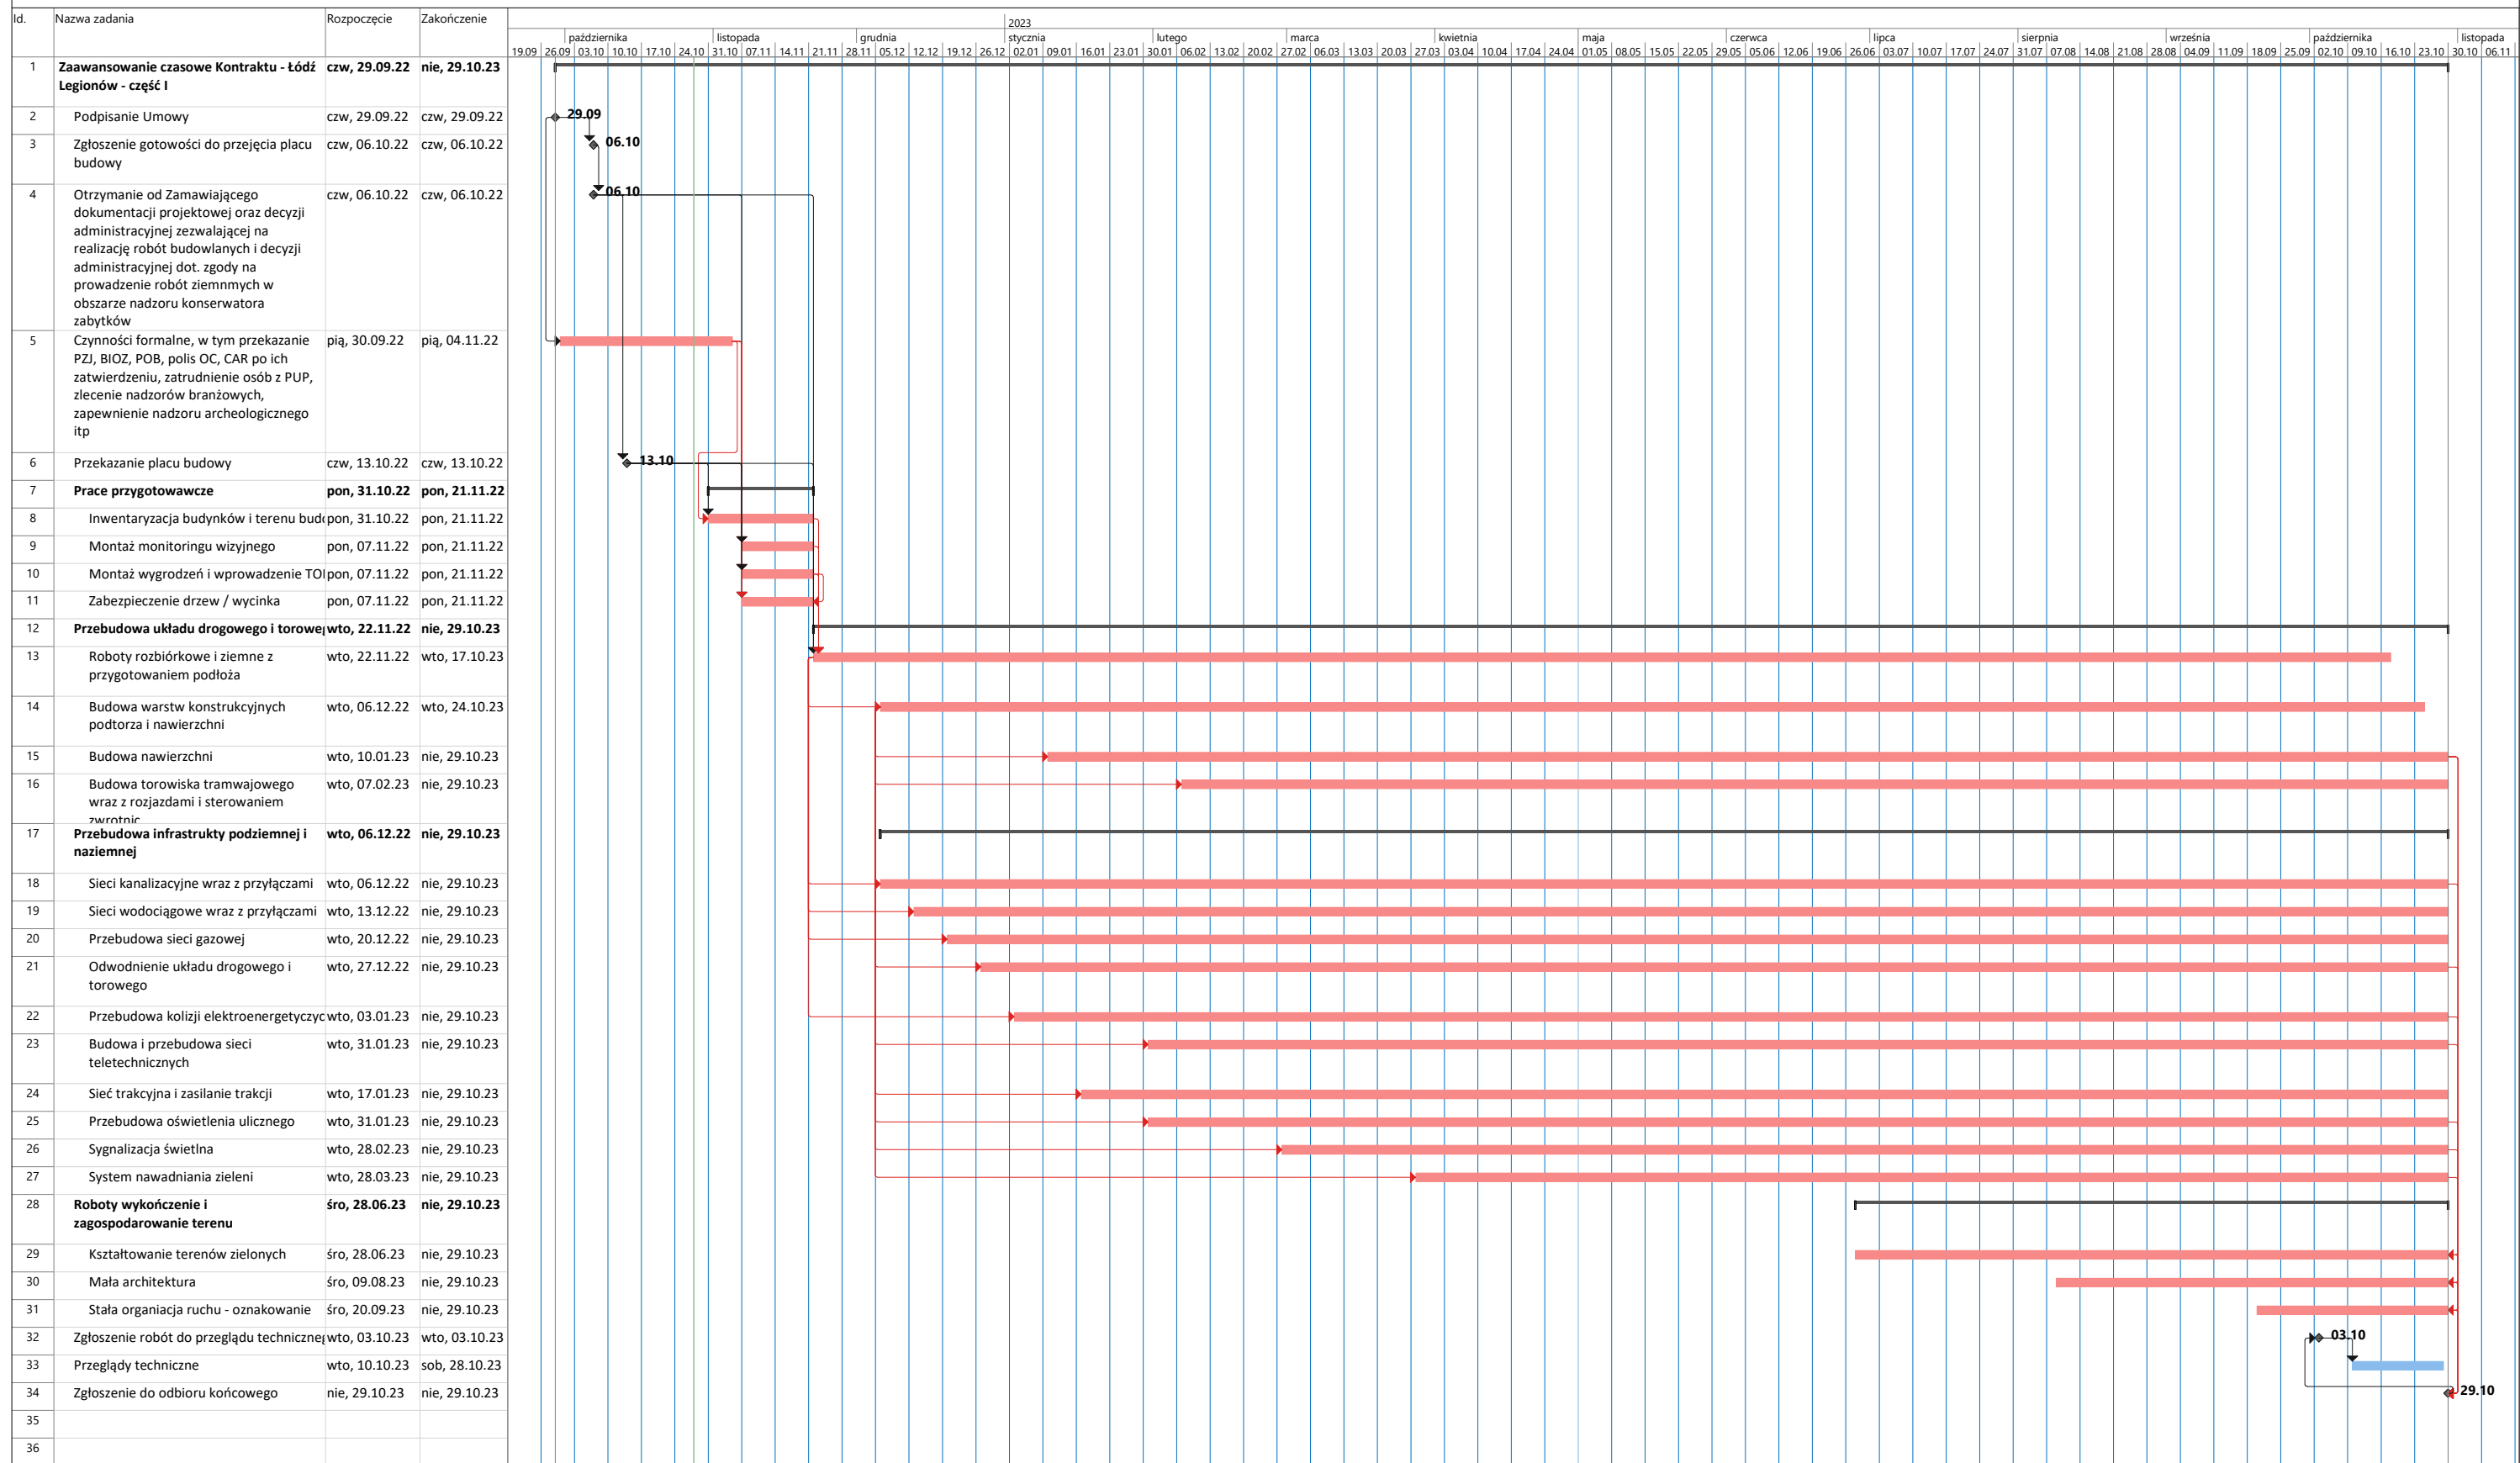 Id. Nazwa zadania Rozpoczęcie Zakończenie
2023
października listopada grudnia stycznia lutego marca kwietnia maja czerwca lipca sierpnia września października listopada
19.09 26.09 03.10 10.10 17.10 24.10 31.10 07.11 14.11 21.11 28.11 05.12 12.12 19.12 26.12 02.01 09.01 16.01 23.01 30.01 06.02 13.02 20.02 27.02 06.03 13.03 20.03 27.03 03.04 10.04 17.04 24.04 01.05 08.05 15.05 22.05 29.05 05.06 12.06 19.06 26.06 03.07 10.07 17.07 24.07 31.07 07.08 14.08 21.08 28.08 04.09 11.09 18.09 25.09 02.10 09.10 16.10 23.10 30.10 06.11
1 Zaawansowanie czasowe Kontraktu - Łódź czw, 29.09.22 nie, 29.10.23
Legionów - część I
2 Podpisanie Umowy czw, 29.09.22 czw, 29.09.22 29.09
3 Zgłoszenie gotowości do przejęcia placu czw, 06.10.22 czw, 06.10.22 06.10
budowy
4 Otrzymanie od Zamawiającego czw, 06.10.22 czw, 06.10.22 06.10
dokumentacji projektowej oraz decyzji
administracyjnej zezwalającej na
realizację robót budowlanych i decyzji
administracyjnej dot. zgody na
prowadzenie robót ziemnmych w
obszarze nadzoru konserwatora
zabytków
5 Czynności formalne, w tym przekazanie pią, 30.09.22 pią, 04.11.22
PZJ, BIOZ, POB, polis OC, CAR po ich
zatwierdzeniu, zatrudnienie osób z PUP,
zlecenie nadzorów branżowych,
zapewnienie nadzoru archeologicznego
itp
6 Przekazanie placu budowy czw, 13.10.22 czw, 13.10.22 13.10
7 Prace przygotowawcze pon, 31.10.22 pon, 21.11.22
8 Inwentaryzacja budynków i terenu budo pon, 31.10.22 pon, 21.11.22
9 Montaż monitoringu wizyjnego pon, 07.11.22 pon, 21.11.22
10 Montaż wygrodzeń i wprowadzenie TO pon, 07.11.22 pon, 21.11.22
11 Zabezpieczenie drzew / wycinka pon, 07.11.22 pon, 21.11.22
12 Przebudowa układu drogowego i toroweg wto, 22.11.22 nie, 29.10.23
13 Roboty rozbiórkowe i ziemne z wto, 22.11.22 wto, 17.10.23
przygotowaniem podłoża
14 Budowa warstw konstrukcyjnych wto, 06.12.22 wto, 24.10.23
podtorza i nawierzchni
15 Budowa nawierzchni wto, 10.01.23 nie, 29.10.23
16 Budowa torowiska tramwajowego wto, 07.02.23 nie, 29.10.23
wraz z rozjazdami i sterowaniem
zwrotnic
17 Przebudowa infrastrukty podziemnej i wto, 06.12.22 nie, 29.10.23
naziemnej
18 Sieci kanalizacyjne wraz z przyłączami wto, 06.12.22 nie, 29.10.23
19 Sieci wodociągowe wraz z przyłączami wto, 13.12.22 nie, 29.10.23
20 Przebudowa sieci gazowej wto, 20.12.22 nie, 29.10.23
21 Odwodnienie układu drogowego i wto, 27.12.22 nie, 29.10.23
torowego
22 Przebudowa kolizji elektroenergetyczyc wto, 03.01.23 nie, 29.10.23
23 Budowa i przebudowa sieci wto, 31.01.23 nie, 29.10.23
teletechnicznych
24 Sieć trakcyjna i zasilanie trakcji wto, 17.01.23 nie, 29.10.23
25 Przebudowa oświetlenia ulicznego wto, 31.01.23 nie, 29.10.23
26 Sygnalizacja świetlna wto, 28.02.23 nie, 29.10.23
27 System nawadniania zieleni wto, 28.03.23 nie, 29.10.23
28 Roboty wykończenie i śro, 28.06.23 nie, 29.10.23
zagospodarowanie terenu
29 Kształtowanie terenów zielonych śro, 28.06.23 nie, 29.10.23
30 Mała architektura śro, 09.08.23 nie, 29.10.23
31 Stała organiacja ruchu - oznakowanie śro, 20.09.23 nie, 29.10.23
32 Zgłoszenie robót do przeglądu techniczneg wto, 03.10.23 wto, 03.10.23 03.10
33 Przeglądy techniczne wto, 10.10.23 sob, 28.10.23
34 Zgłoszenie do odbioru końcowego nie, 29.10.23 nie, 29.10.23 29.10
35
36